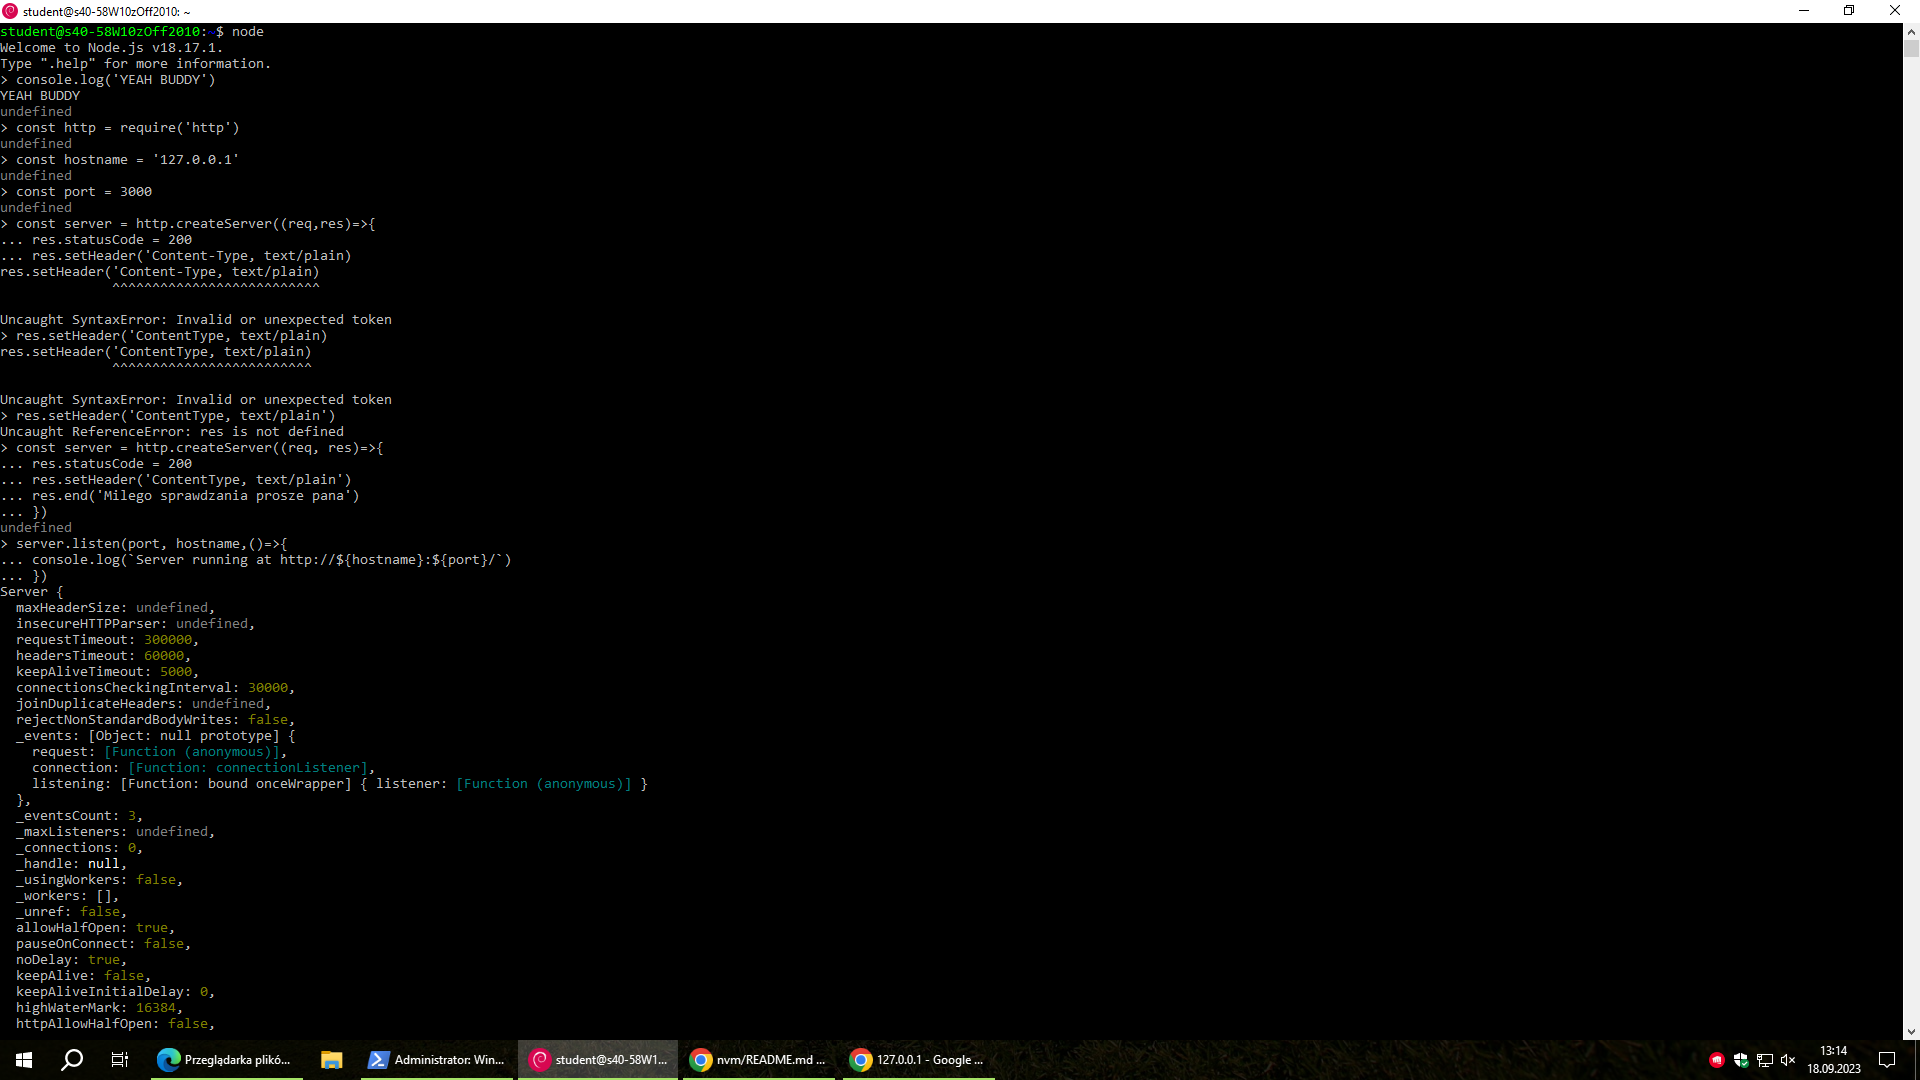 student@s40-58W10zOff2010: ~
student@s40-58W10zOff2010:~$ node
Welcome to Node.js v18.17.1.
Type ".help" for more information.
> console.log('YEAH BUDDY')
YEAH BUDDY
undefined
> const http = require('http')
undefined
> const hostname = '127.0.0.1'
undefined
> const port = 3000
undefined
> const server = http.createServer((req,res)=>{
... res.statusCode = 200
... res.setHeader('Content-Type, text/plain)
res.setHeader('Content-Type, text/plain)
              ^^^^^^^^^^^^^^^^^^^^^^^^^^
Uncaught SyntaxError: Invalid or unexpected token
> res.setHeader('ContentType, text/plain)
res.setHeader('ContentType, text/plain)
              ^^^^^^^^^^^^^^^^^^^^^^^^^
Uncaught SyntaxError: Invalid or unexpected token
> res.setHeader('ContentType, text/plain')
Uncaught ReferenceError: res is not defined
> const server = http.createServer((req, res)=>{
... res.statusCode = 200
... res.setHeader('ContentType, text/plain')
... res.end('Milego sprawdzania prosze pana')
... })
undefined
> server.listen(port, hostname,()=>{
... console.log(`Server running at http://${hostname}:${port}/`)
... })
Server {
  maxHeaderSize: undefined,
  insecureHTTPParser: undefined,
  requestTimeout: 300000,
  headersTimeout: 60000,
  keepAliveTimeout: 5000,
  connectionsCheckingInterval: 30000,
  joinDuplicateHeaders: undefined,
  rejectNonStandardBodyWrites: false,
  _events: [Object: null prototype] {
    request: [Function (anonymous)],
    connection: [Function: connectionListener],
    listening: [Function: bound onceWrapper] { listener: [Function (anonymous)] }
  },
  _eventsCount: 3,
  _maxListeners: undefined,
  _connections: 0,
  _handle: null,
  _usingWorkers: false,
  _workers: [],
  _unref: false,
  allowHalfOpen: true,
  pauseOnConnect: false,
  noDelay: true,
  keepAlive: false,
  keepAliveInitialDelay: 0,
  highWaterMark: 16384,
  httpAllowHalfOpen: false,
Przeglądarka plikó... Administrator: Win... student@s40-58W1... nvm/README.md ... 127.0.0.1 - Google ... 13:14
18.09.2023